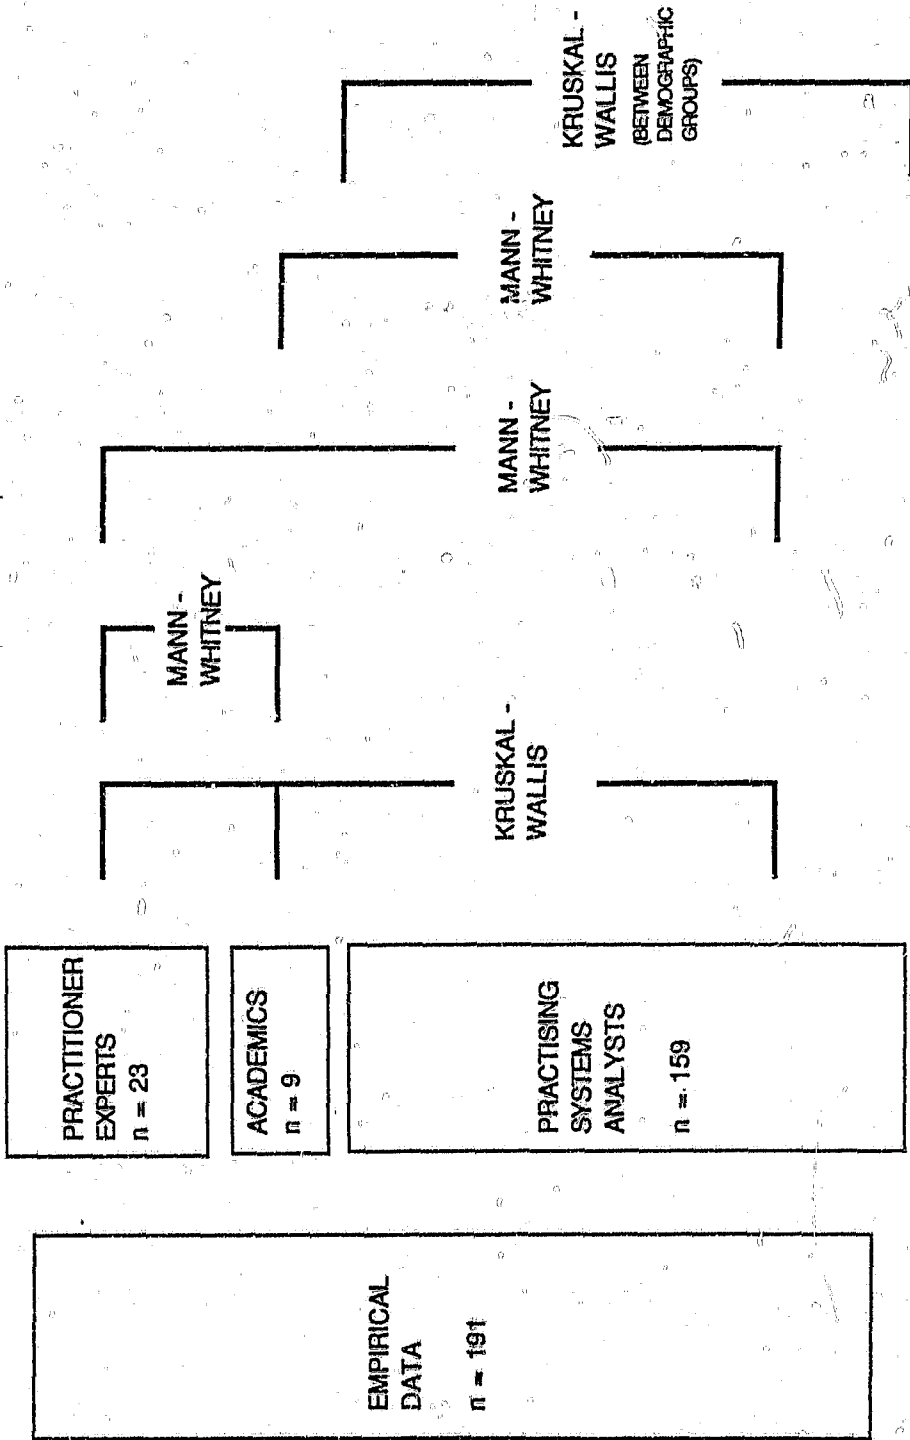 EMPIRICAL
DATA
n = 191
PRACTITIONER
EXPERTS
n = 23
ACADEMICS
n = 9
PRACTISING
SYSTEMS
ANALYSTS
n = 159
KRUSKAL -
WALLIS
MANN -
WHITNEY
MANN -
WHITNEY
MANN -
WHITNEY
KRUSKAL -
WALLIS
(BETWEEN
DEMOGRAPHIC
GROUPS)